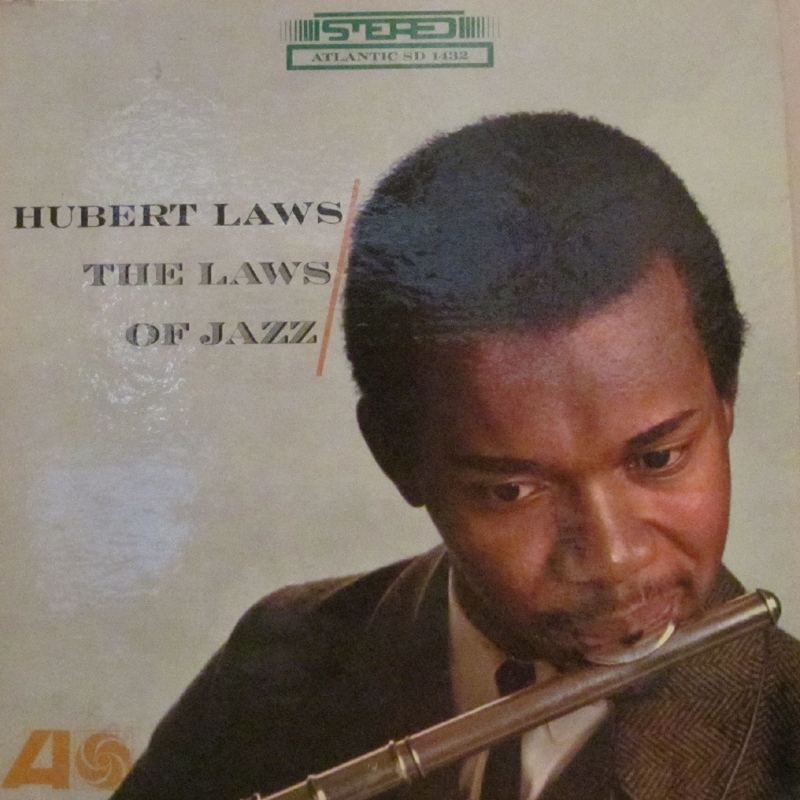 STEREO
ATLANTIC SD 1432
HUBERT LAWS
THE LAWS
OF JAZZ
A